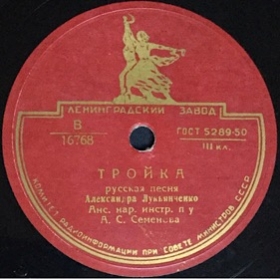 ЛЕНИНГРАДСКИЙ ЗАВОД
В
16768
ГОСТ 5289-50
III кл.
ТРОЙКА
русская песня
Александра Лукьянченко
Анс. нар. инстр. п/у
А. С. Семенова
КОМИТЕТ РАДИОИНФОРМАЦИИ ПРИ СОВЕТЕ МИНИСТРОВ СССР